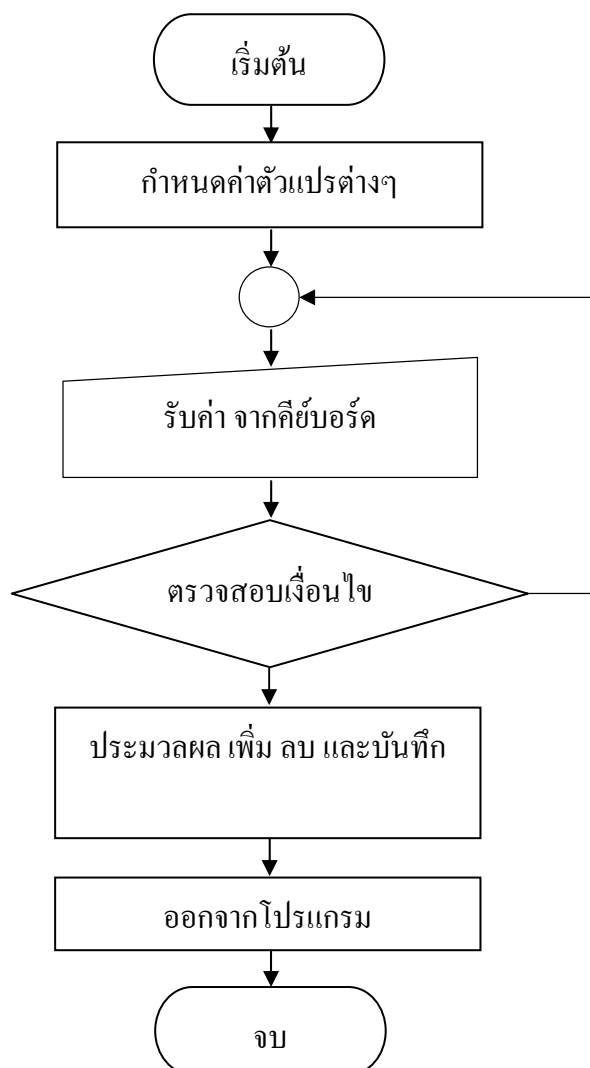 เริ่มต้น
กำหนดค่าตัวแปรต่างๆ
รับค่า จากคีย์บอร์ด
ตรวจสอบเงื่อนไข
ประมวลผล เพิ่ม ลบ และบันทึก
ออกจากโปรแกรม
จบ